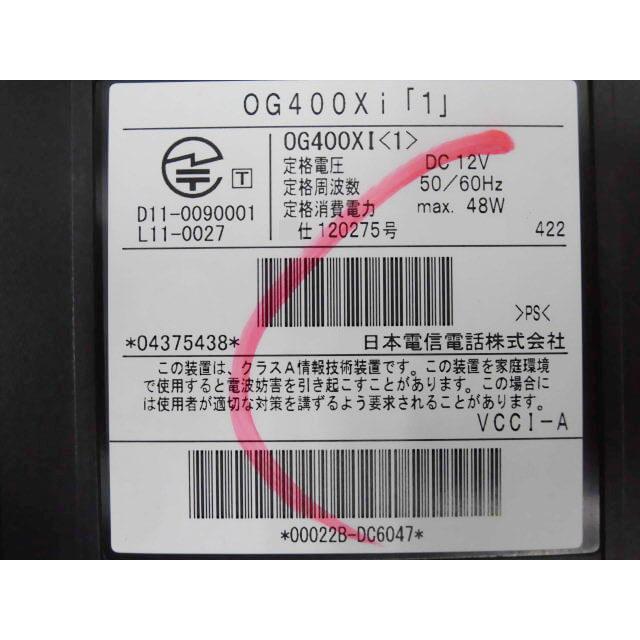 OG400Xi「1」
OG400XI<1>
定格電圧 DC 12V
定格周波数 50/60Hz
定格消費電力 max. 48W
仕120275号 422
T
D11-0090001
L11-0027
>PS<
*04375438* 日本電信電話株式会社
この装置は、クラスA情報技術装置です。この装置を家庭環境
で使用すると電波妨害を引き起こすことがあります。この場合に
は使用者が適切な対策を講ずるよう要求されることがあります。
VCCI-A
*00022B-DC6047*